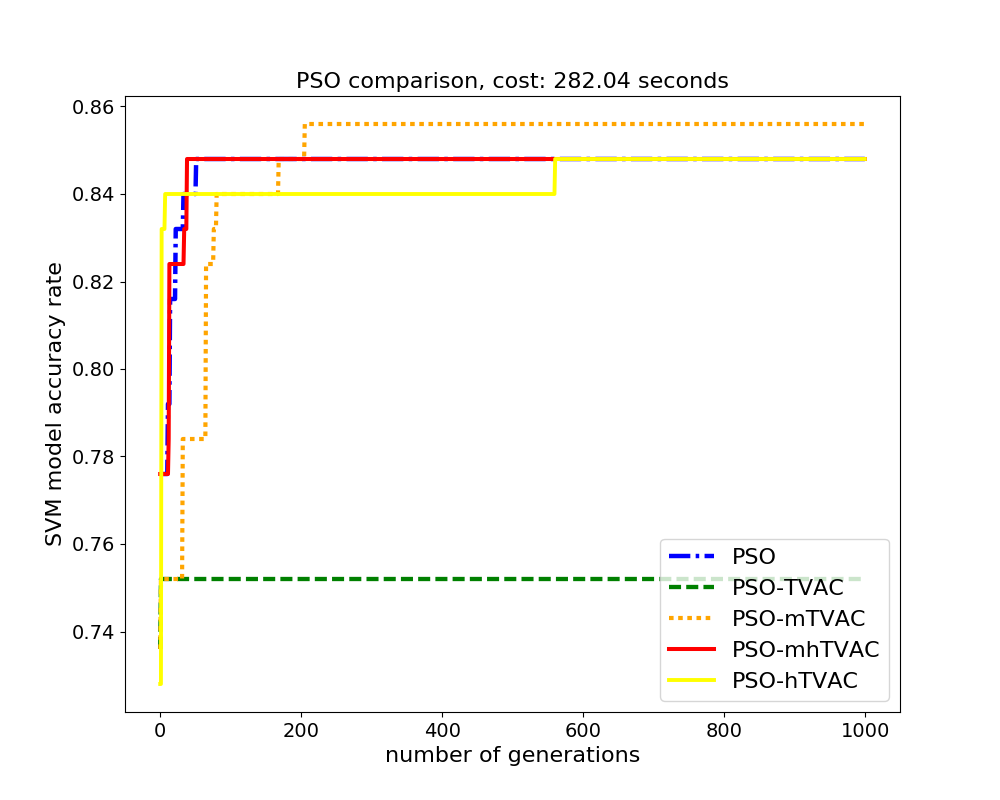 PSO comparison, cost: 282.04 seconds
0.86
0.84
0.82
0.80
0.78
0.76
0.74
SVM model accuracy rate
PSO
PSO-TVAC
PSO-mTVAC
PSO-mhTVAC
PSO-hTVAC
0 200 400 600 800 1000
number of generations